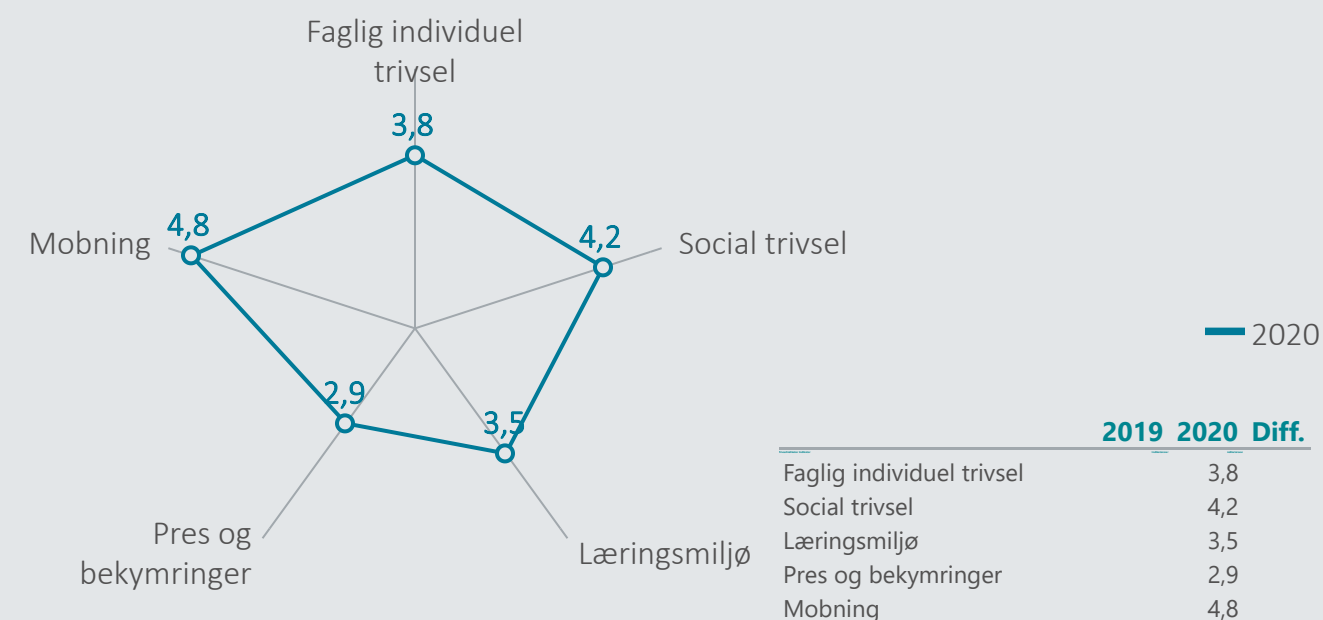 Faglig individuel
trivsel
3,8
4,8
4,2
Mobning
Social trivsel
2020
2,9
3,5
Pres og
bekymringer
Læringsmiljø
2019 2020 Diff.
Faglig individuel trivsel 3,8
Social trivsel 4,2
Læringsmiljø 3,5
Pres og bekymringer 2,9
Mobning 4,8